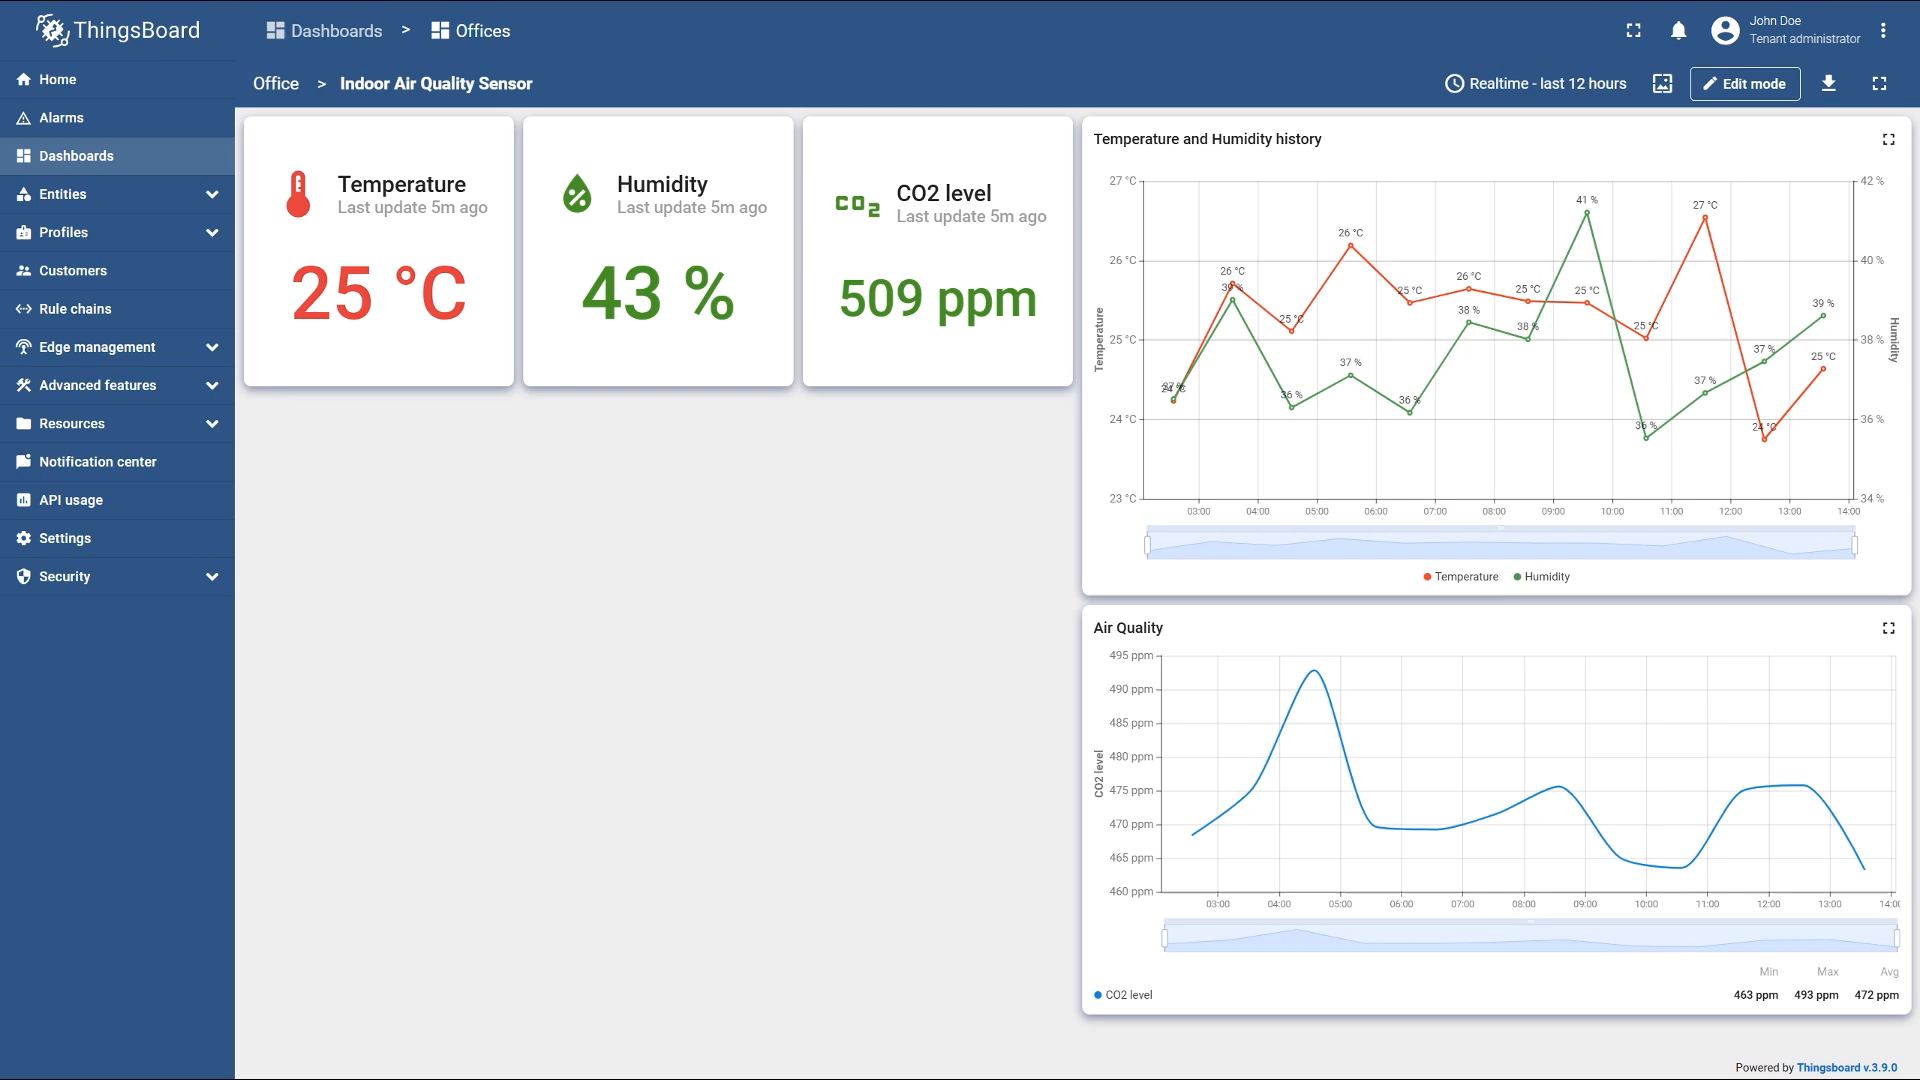 ThingsBoard
Dashboards > Offices
John Doe
Tenant administrator
Home
Alarms
Dashboards
Entities
Profiles
Customers
Rule chains
Edge management
Advanced features
Resources
Notification center
API usage
Settings
Security
Office > Indoor Air Quality Sensor
Realtime - last 12 hours
Edit mode
Temperature
Last update 5m ago
25 °C
Humidity
Last update 5m ago
43 %
CO2
CO2 level
Last update 5m ago
509 ppm
Temperature and Humidity history
27 °C
26 °C
25 °C
24 °C
23 °C
Temperature
42 %
40 %
38 %
36 %
34 %
Humidity
24 °C
26 °C
25 °C
26 °C
25 °C
26 °C
25 °C
25 °C
25 °C
27 °C
24 °C
25 °C
39 %
36 %
37 %
36 %
38 %
38 %
41 %
36 %
37 %
37 %
39 %
03:00 04:00 05:00 06:00 07:00 08:00 09:00 10:00 11:00 12:00 13:00 14:00
Temperature Humidity
Air Quality
495 ppm
490 ppm
485 ppm
480 ppm
475 ppm
470 ppm
465 ppm
460 ppm
CO2 level
03:00 04:00 05:00 06:00 07:00 08:00 09:00 10:00 11:00 12:00 13:00
Min Max Avg
CO2 level 463 ppm 493 ppm 472 ppm
Powered by Thingsboard v.3.9.0